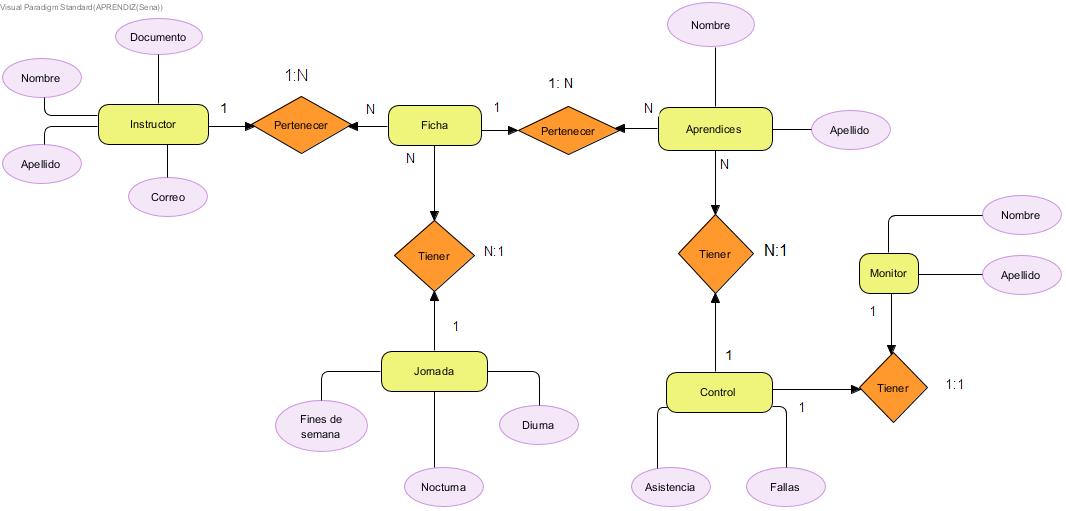 Visual Paradigm Standard(APRENDIZ(Sena))
Documento
Nombre
Nombre
1:N
1: N
Instructor
1
Pertenecer
N
Ficha
1
Pertenecer
N
Aprendices
Apellido
Apellido
Correo
N
N
Tiener
N:1
Tiener
N:1
Nombre
Monitor
Apellido
1
1
1
Jornada
Control
1
Tiener
1:1
Fines de
semana
Diurna
Nocturna
Asistencia
Fallas